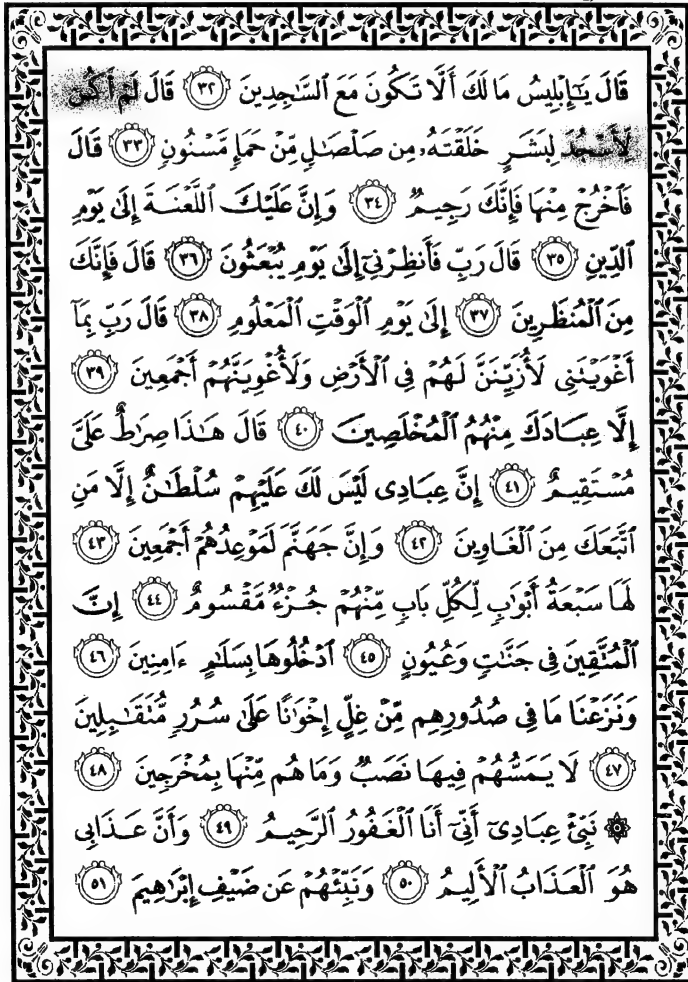 قَالَ يَـٰٓإِبْلِيسُ مَا لَكَ أَلَّا تَكُونَ مَعَ ٱلسَّـٰجِدِينَ ٣٢ قَالَ لَمْ أَكُن
لِّأَسْجُدَ لِبَشَرٍ خَلَقْتَهُۥ مِن صَلْصَـٰلٍ مِّنْ حَمَإٍ مَّسْنُونٍ ٣٣ قَالَ
فَٱخْرُجْ مِنْهَا فَإِنَّكَ رَجِيمٌ ٣٤ وَإِنَّ عَلَيْكَ ٱللَّعْنَةَ إِلَىٰ يَوْمِ
ٱلدِّينِ ٣٥ قَالَ رَبِّ فَأَنظِرْنِىٓ إِلَىٰ يَوْمِ يُبْعَثُونَ ٣٦ قَالَ فَإِنَّكَ
مِنَ ٱلْمُنظَرِينَ ٣٧ إِلَىٰ يَوْمِ ٱلْوَقْتِ ٱلْمَعْلُومِ ٣٨ قَالَ رَبِّ بِمَآ
أَغْوَيْتَنِى لَأُزَيِّنَنَّ لَهُمْ فِى ٱلْأَرْضِ وَلَأُغْوِيَنَّهُمْ أَجْمَعِينَ ٣٩
إِلَّا عِبَادَكَ مِنْهُمُ ٱلْمُخْلَصِينَ ٤٠ قَالَ هَـٰذَا صِرَٰطٌ عَلَىَّ
مُسْتَقِيمٌ ٤١ إِنَّ عِبَادِى لَيْسَ لَكَ عَلَيْهِمْ سُلْطَـٰنٌ إِلَّا مَنِ
ٱتَّبَعَكَ مِنَ ٱلْغَاوِينَ ٤٢ وَإِنَّ جَهَنَّمَ لَمَوْعِدُهُمْ أَجْمَعِينَ ٤٣
لَهَا سَبْعَةُ أَبْوَٰبٍ لِّكُلِّ بَابٍ مِّنْهُمْ جُزْءٌ مَّقْسُومٌ ٤٤ إِنَّ
ٱلْمُتَّقِينَ فِى جَنَّـٰتٍ وَعُيُونٍ ٤٥ ٱدْخُلُوهَا بِسَلَـٰمٍ ءَامِنِينَ ٤٦
وَنَزَعْنَا مَا فِى صُدُورِهِم مِّنْ غِلٍّ إِخْوَٰنًا عَلَىٰ سُرُرٍ مُّتَقَـٰبِلِينَ
٤٧ لَا يَمَسُّهُمْ فِيهَا نَصَبٌ وَمَا هُم مِّنْهَا بِمُخْرَجِينَ ٤٨
۞ نَبِّئْ عِبَادِىٓ أَنِّىٓ أَنَا ٱلْغَفُورُ ٱلرَّحِيمُ ٤٩ وَأَنَّ عَذَابِى
هُوَ ٱلْعَذَابُ ٱلْأَلِيمُ ٥٠ وَنَبِّئْهُمْ عَن ضَيْفِ إِبْرَٰهِيمَ ٥١